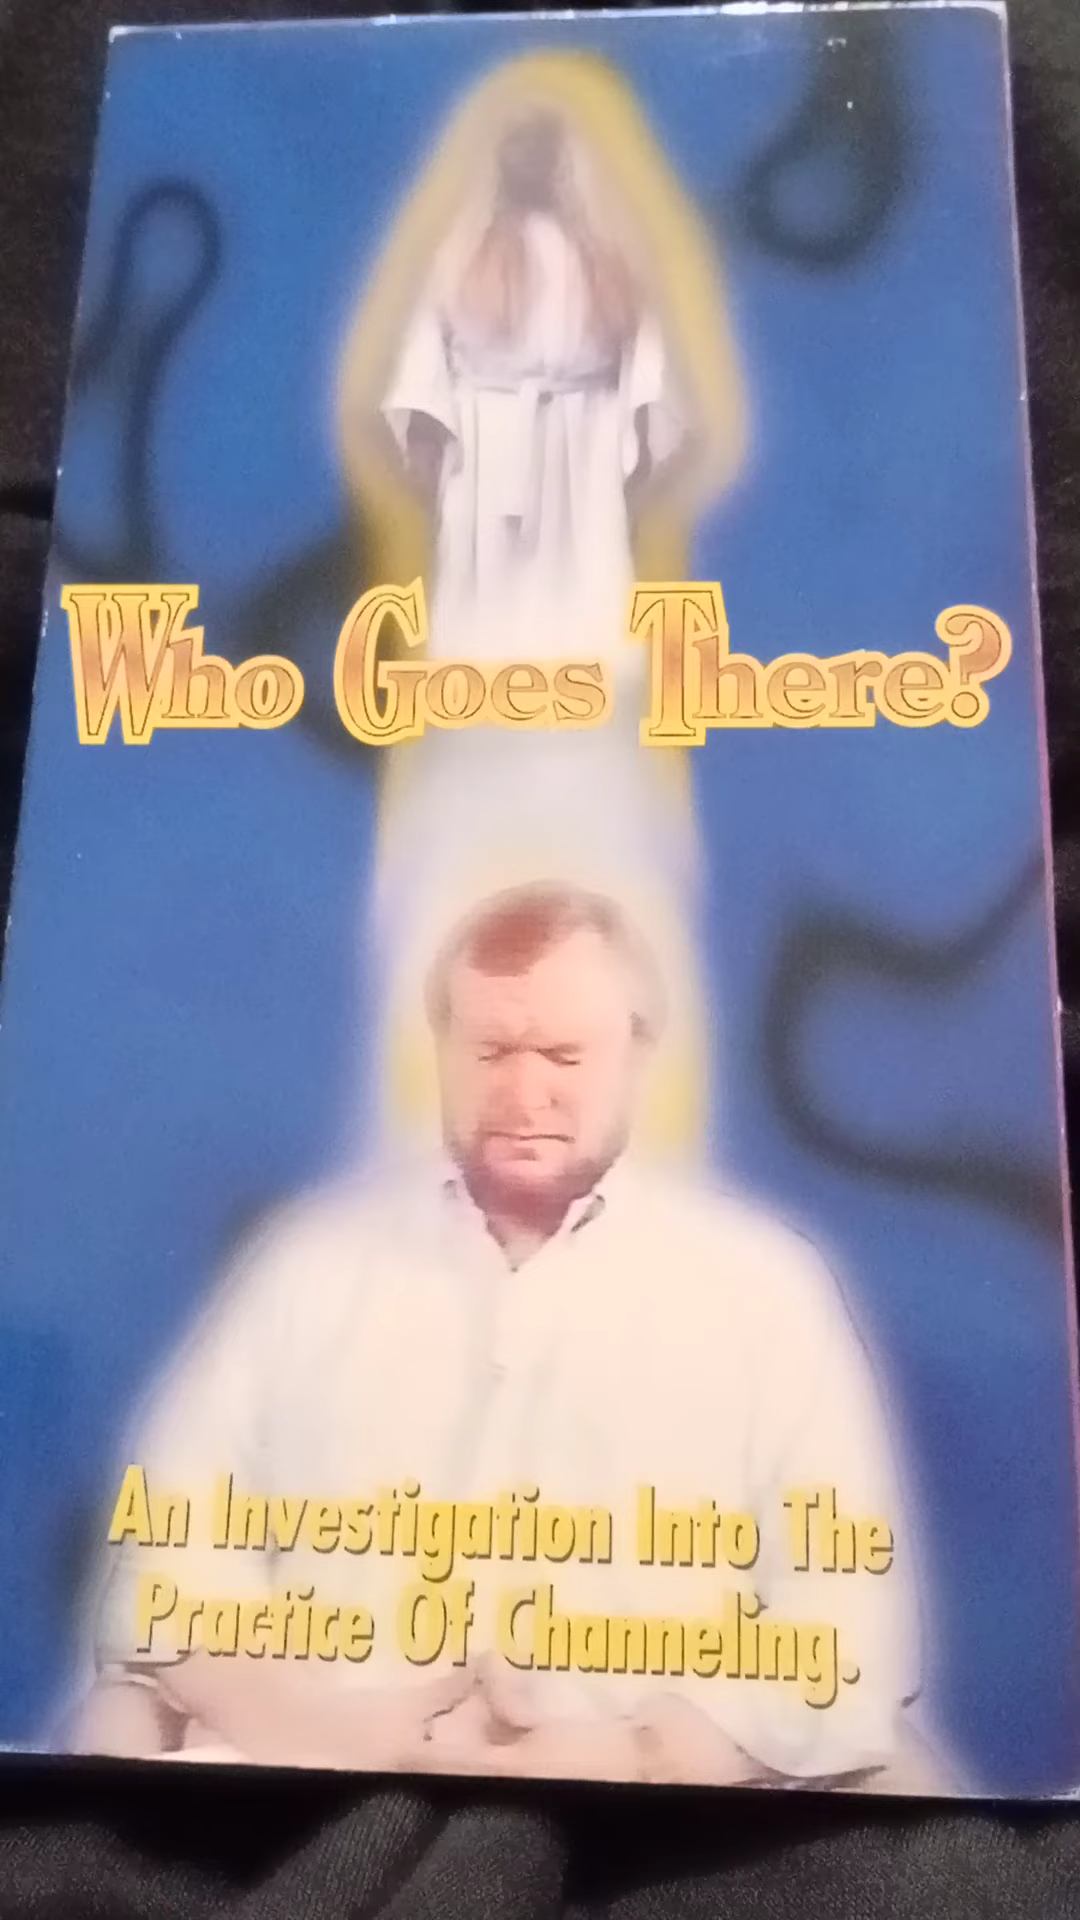 Who Goes There?
An Investigation Into The
Practice Of Channeling.